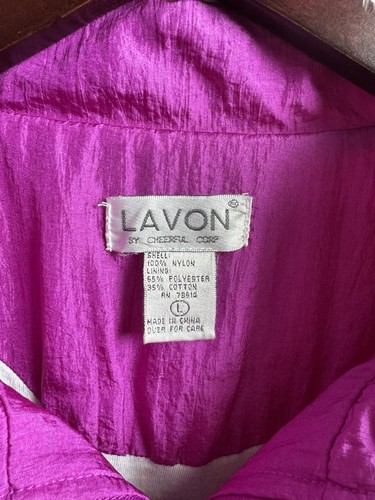 LAVON®
BY CHEERFUL CORP
SHELL:
100% NYLON
LINING:
65% POLYESTER
35% COTTON
RN 78914
L
MADE IN CHINA
OVER FOR CARE